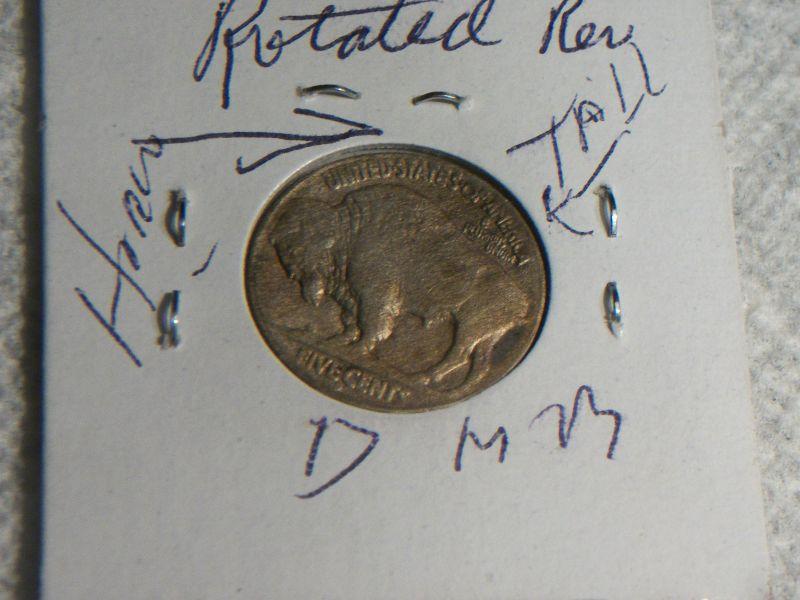 Rotated Rev
Horn
TAIL
UNITED STATES OF AMERICA
E PLURIBUS UNUM
FIVE CENTS
D M M